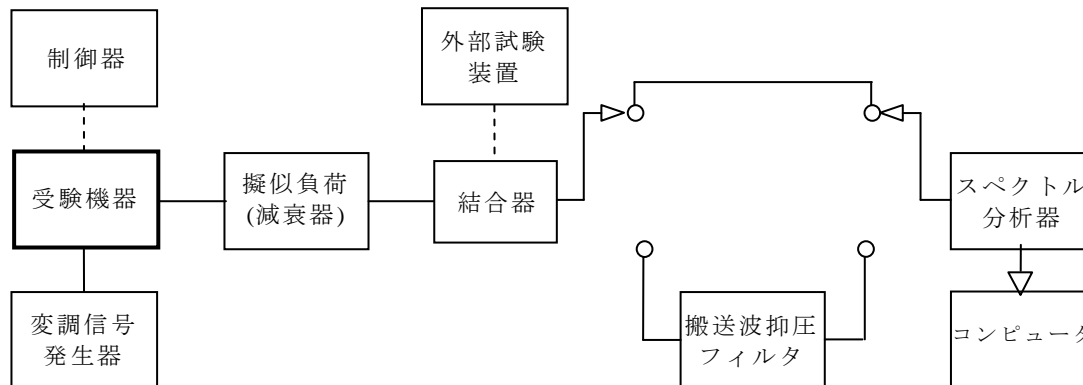 制御器
外部試験
装置
受験機器
擬似負荷
(減衰器)
結合器
スペクトル
分析器
変調信号
発生器
搬送波抑圧
フィルタ
コンピュータ